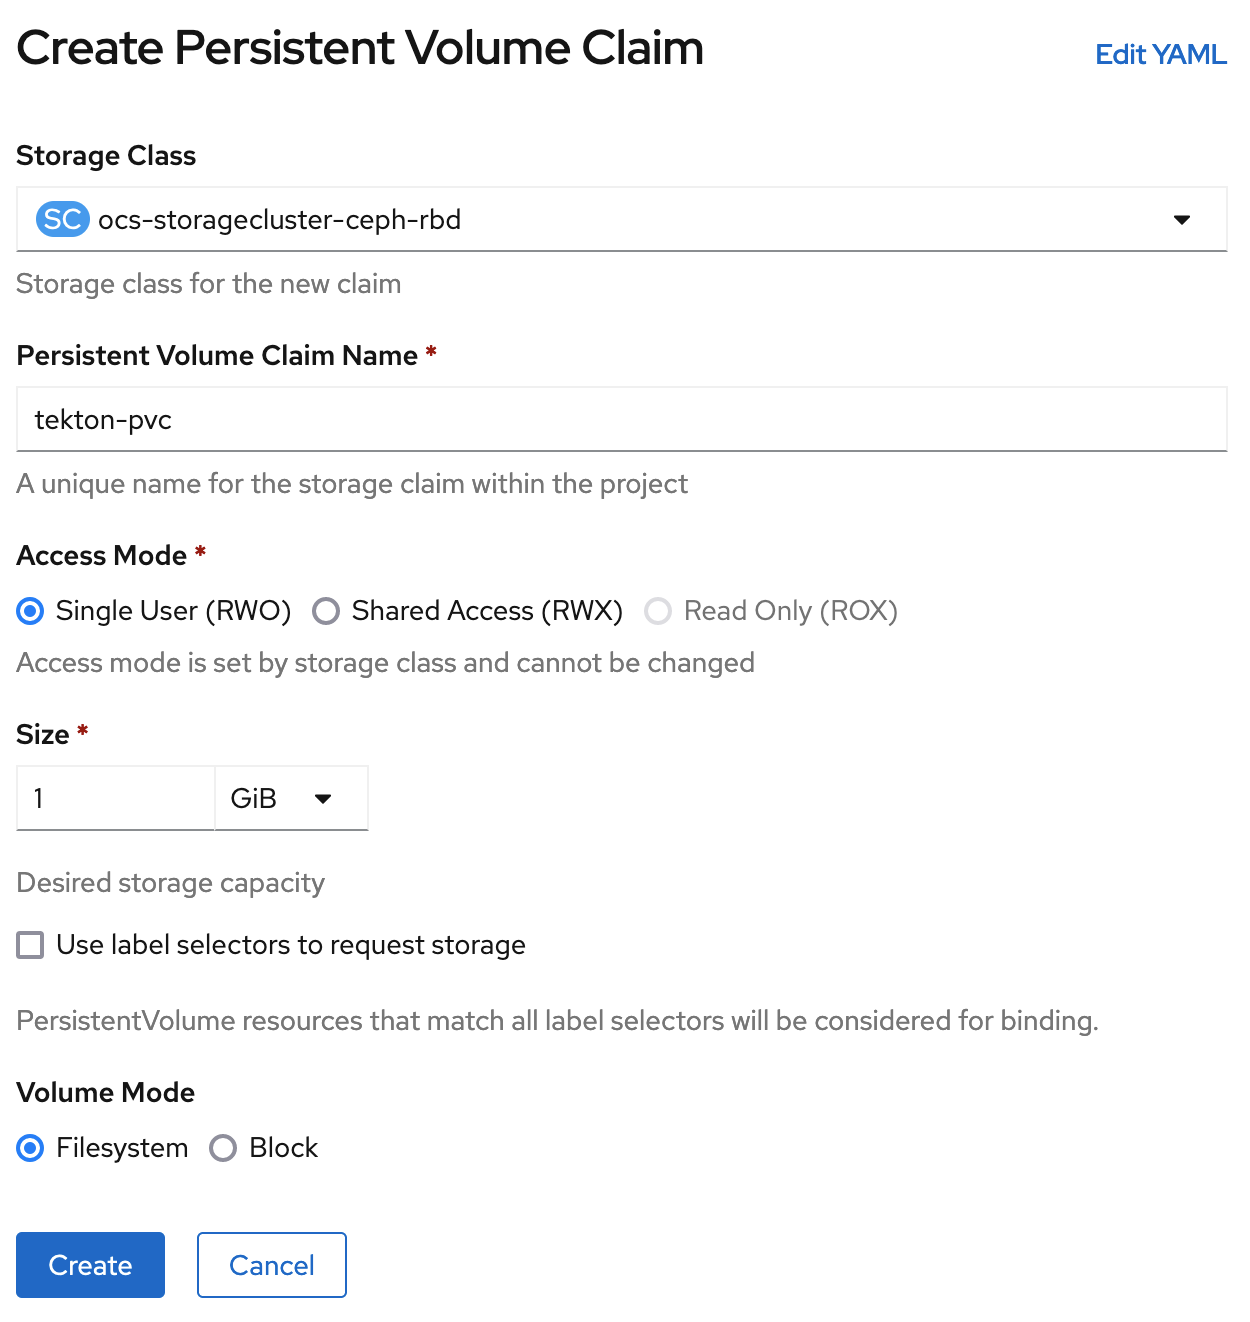 Create Persistent Volume Claim
Edit YAML
Storage Class
SC ocs-storagecluster-ceph-rbd
Storage class for the new claim
Persistent Volume Claim Name *
tekton-pvc
A unique name for the storage claim within the project
Access Mode *
Single User (RWO) Shared Access (RWX) Read Only (ROX)
Access mode is set by storage class and cannot be changed
Size *
1 GiB
Desired storage capacity
Use label selectors to request storage
PersistentVolume resources that match all label selectors will be considered for binding.
Volume Mode
Filesystem Block
Create Cancel